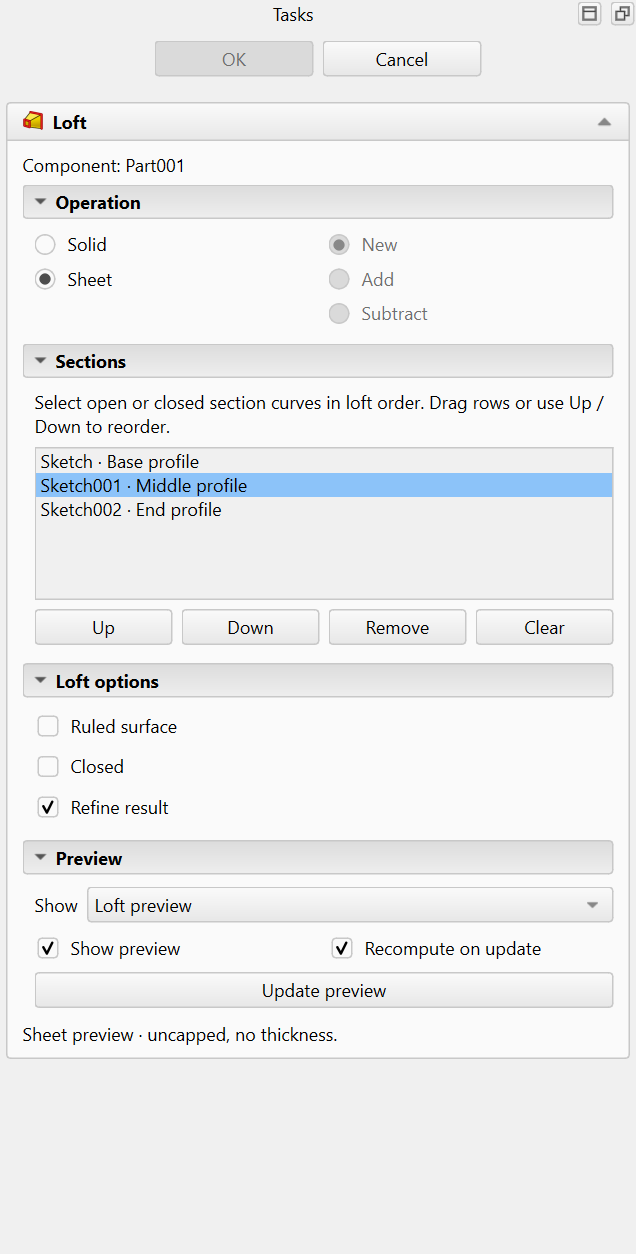 Tasks
OK
Cancel
Loft
Component: Part001
Operation
Solid
New
Sheet
Add
Subtract
Sections
Select open or closed section curves in loft order. Drag rows or use Up /
Down to reorder.
Sketch · Base profile
Sketch001 · Middle profile
Sketch002 · End profile
Up
Down
Remove
Clear
Loft options
Ruled surface
Closed
Refine result
Preview
Show
Loft preview
Show preview
Recompute on update
Update preview
Sheet preview · uncapped, no thickness.